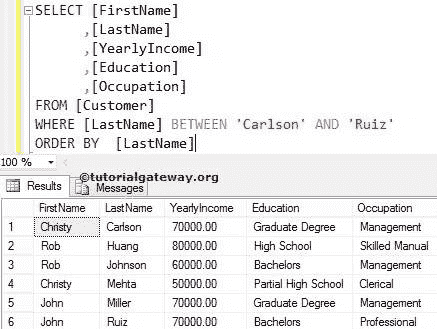 SELECT [FirstName]
,[LastName]
,[YearlyIncome]
,[Education]
,[Occupation]
FROM [Customer]
WHERE [LastName] BETWEEN 'Carlson' AND 'Ruiz'
ORDER BY [LastName]
100 %
©tutorialgateway.org
Results Messages
FirstName LastName YearlyIncome Education Occupation
1 Christy Carlson 70000.00 Graduate Degree Management
2 Rob Huang 80000.00 High School Skilled Manual
3 Rob Johnson 60000.00 Bachelors Management
4 Christy Mehta 50000.00 Partial High School Clerical
5 John Miller 70000.00 Graduate Degree Management
6 John Ruiz 70000.00 Bachelors Professional